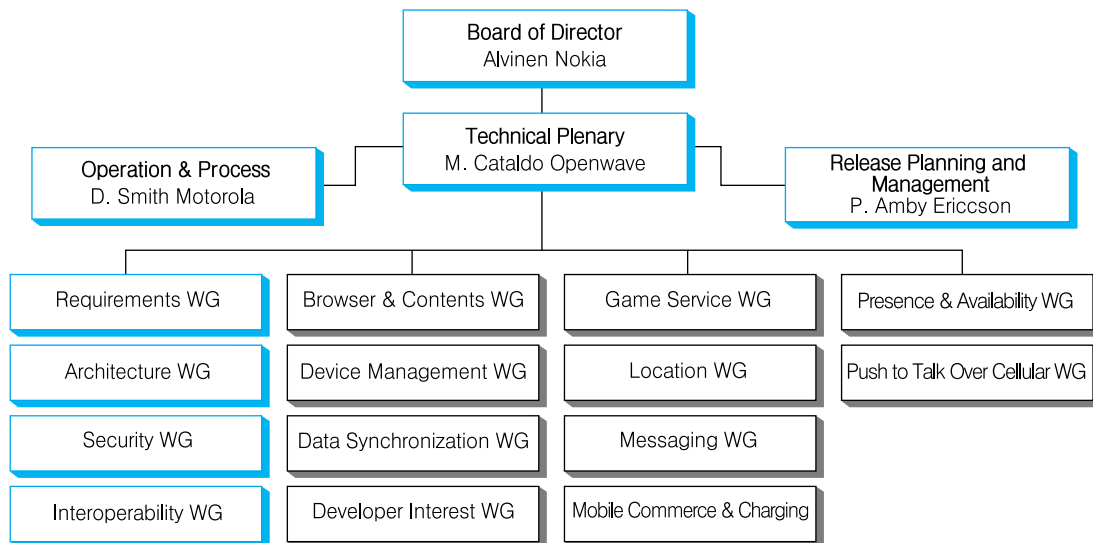 Board of Director
Alvinen Nokia
Technical Plenary
M. Cataldo Openwave
Operation & Process
D. Smith Motorola
Release Planning and
Management
P. Amby Ericcson
Requirements WG
Browser & Contents WG
Game Service WG
Presence & Availability WG
Architecture WG
Device Management WG
Location WG
Push to Talk Over Cellular WG
Security WG
Data Synchronization WG
Messaging WG
Interoperability WG
Developer Interest WG
Mobile Commerce & Charging